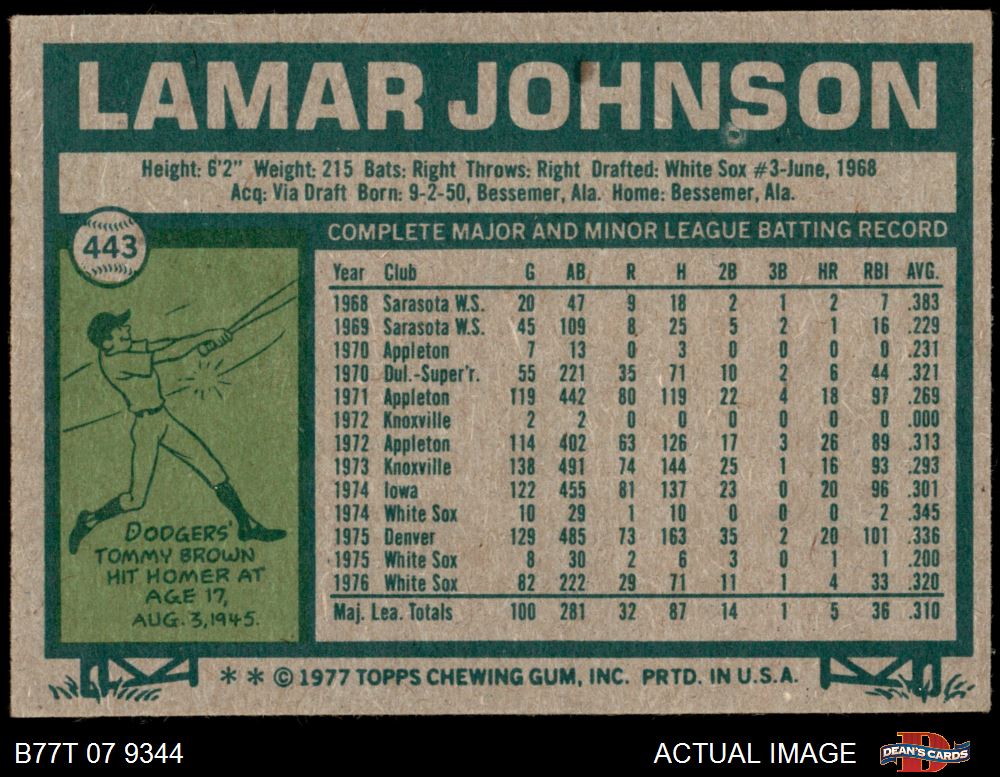 LAMAR JOHNSON
Height: 6'2" Weight: 215 Bats: Right Throws: Right Drafted: White Sox #3-June, 1968
Acq: Via Draft Born: 9-2-50, Bessemer, Ala. Home: Bessemer, Ala.
443
DODGERS'
TOMMY BROWN
HIT HOMER AT
AGE 17,
AUG. 3, 1945.
COMPLETE MAJOR AND MINOR LEAGUE BATTING RECORD
Year Club G AB R H 2B 3B HR RBI AVG.
1968 Sarasota W.S. 20 47 9 18 2 1 2 7 .383
1969 Sarasota W.S. 45 109 8 25 5 2 1 16 .229
1970 Appleton 7 13 0 3 0 0 0 0 .231
1970 Dul.-Super'r. 55 221 35 71 10 2 6 44 .321
1971 Appleton 119 442 80 119 22 4 18 97 .269
1972 Knoxville 2 2 0 0 0 0 0 0 .000
1972 Appleton 114 402 63 126 17 3 26 89 .313
1973 Knoxville 138 491 74 144 25 1 16 93 .293
1974 Iowa 122 455 81 137 23 0 20 96 .301
1974 White Sox 10 29 1 10 0 0 0 2 .345
1975 Denver 129 485 73 163 35 2 20 101 .336
1975 White Sox 8 30 2 6 3 0 1 1 .200
1976 White Sox 82 222 29 71 11 1 4 33 .320
Maj. Lea. Totals 100 281 32 87 14 1 5 36 .310
* * © 1977 TOPPS CHEWING GUM, INC. PRTD. IN U.S.A.
B77T 07 9344
ACTUAL IMAGE
DEAN'S CARDS